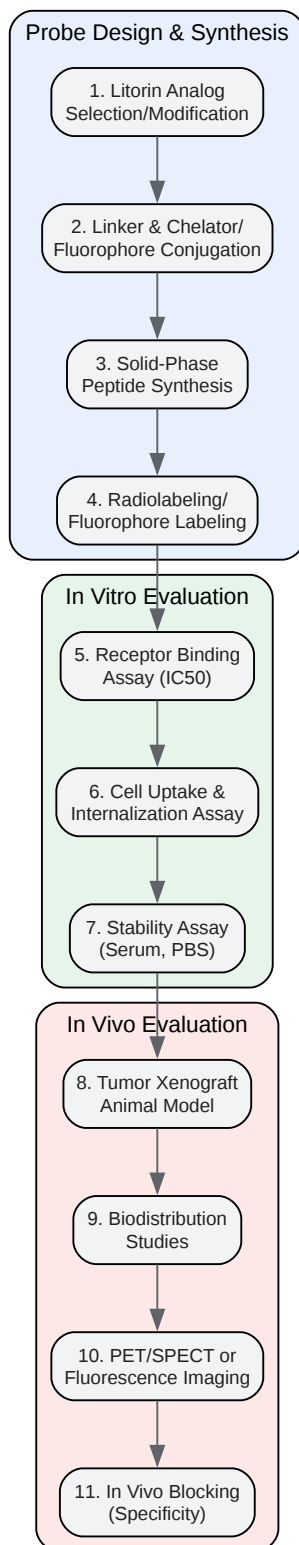 Probe Design & Synthesis
1. Litorin Analog
Selection/Modification
2. Linker & Chelator/
Fluorophore Conjugation
3. Solid-Phase
Peptide Synthesis
4. Radiolabeling/
Fluorophore Labeling
In Vitro Evaluation
5. Receptor Binding
Assay (IC50)
6. Cell Uptake &
Internalization Assay
7. Stability Assay
(Serum, PBS)
In Vivo Evaluation
8. Tumor Xenograft
Animal Model
9. Biodistribution
Studies
10. PET/SPECT or
Fluorescence Imaging
11. In Vivo Blocking
(Specificity)